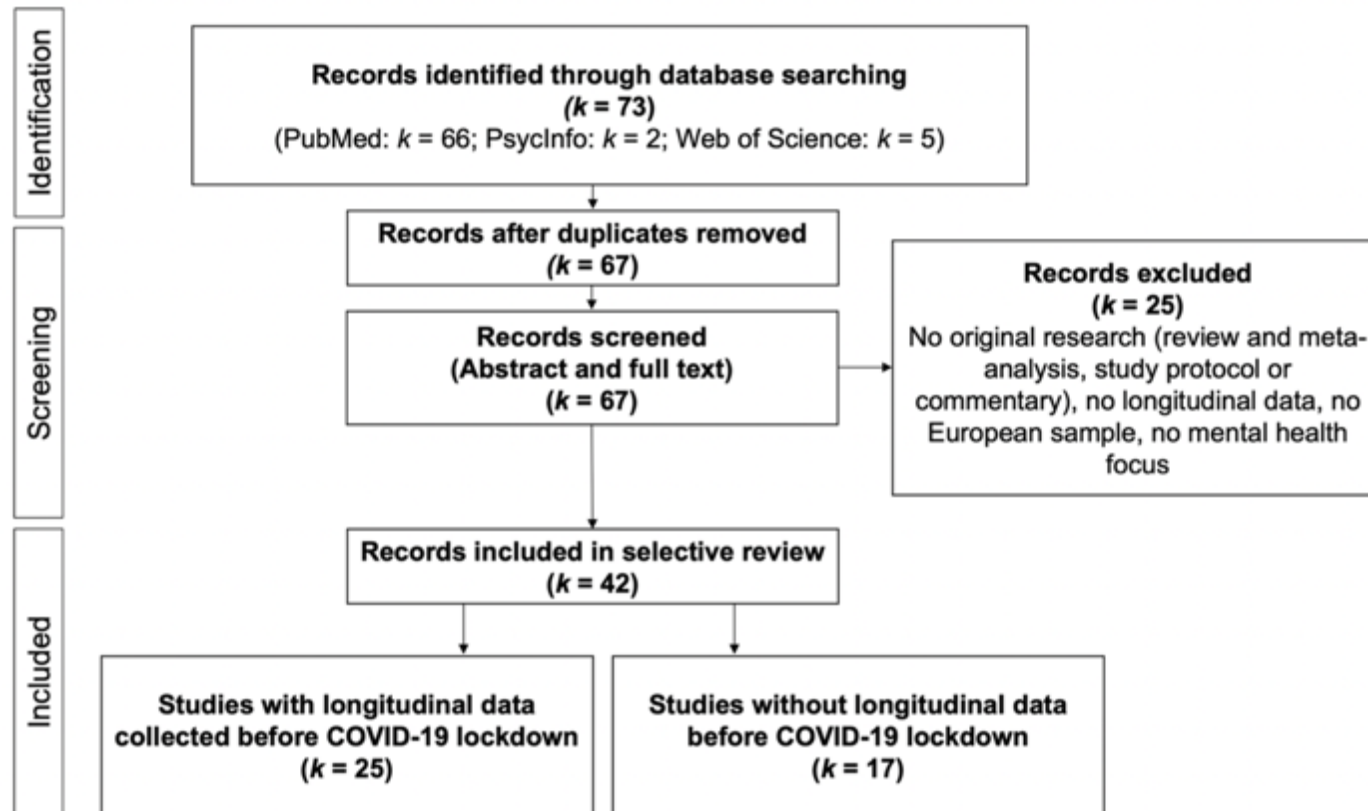 Identification
Records identified through database searching
(k = 73)
(PubMed: k = 66; PsycInfo: k = 2; Web of Science: k = 5)
Screening
Records after duplicates removed
(k = 67)
Records screened
(Abstract and full text)
(k = 67)
Records excluded
(k = 25)
No original research (review and meta-
analysis, study protocol or
commentary), no longitudinal data, no
European sample, no mental health
focus
Included
Records included in selective review
(k = 42)
Studies with longitudinal data
collected before COVID-19 lockdown
(k = 25)
Studies without longitudinal data
before COVID-19 lockdown
(k = 17)